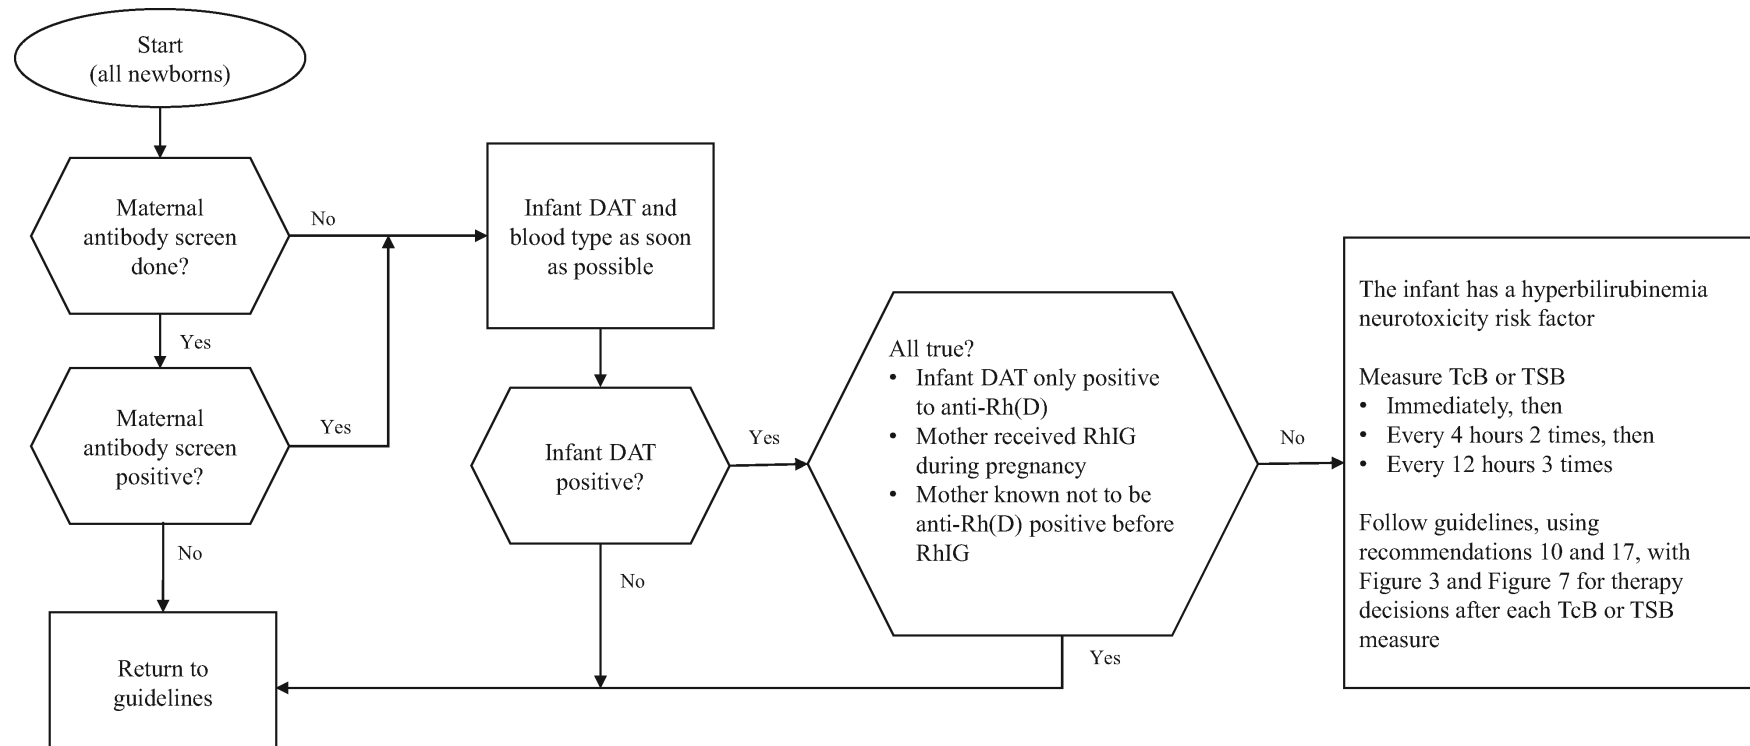 Start
(all newborns)
Maternal
antibody screen
done?
No
Yes
Maternal
antibody screen
positive?
Yes
No
Return to
guidelines
Infant DAT and
blood type as soon
as possible
Infant DAT
positive?
Yes
No
All true?
• Infant DAT only positive
to anti-Rh(D)
• Mother received RhIG
during pregnancy
• Mother known not to be
anti-Rh(D) positive before
RhIG
No
Yes
The infant has a hyperbilirubinemia
neurotoxicity risk factor
Measure TcB or TSB
• Immediately, then
• Every 4 hours 2 times, then
• Every 12 hours 3 times
Follow guidelines, using
recommendations 10 and 17, with
Figure 3 and Figure 7 for therapy
decisions after each TcB or TSB
measure